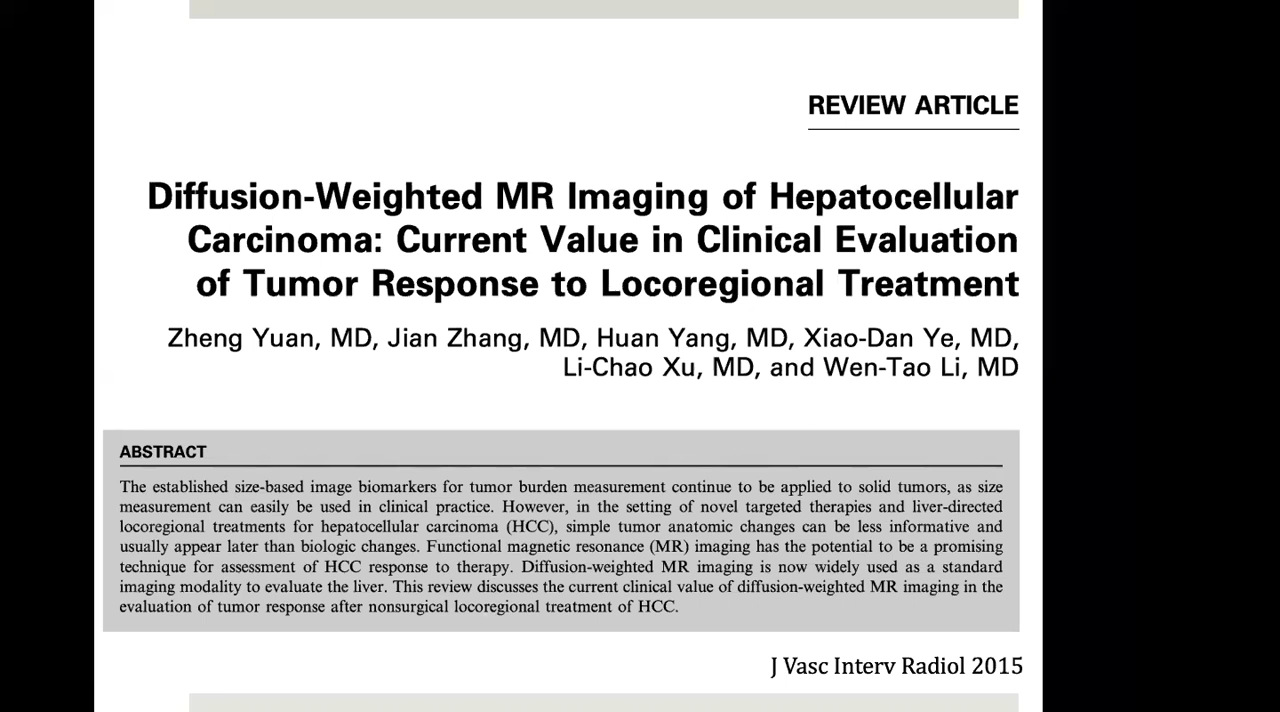 REVIEW ARTICLE
Diffusion-Weighted MR Imaging of Hepatocellular
Carcinoma: Current Value in Clinical Evaluation
of Tumor Response to Locoregional Treatment
Zheng Yuan, MD, Jian Zhang, MD, Huan Yang, MD, Xiao-Dan Ye, MD,
Li-Chao Xu, MD, and Wen-Tao Li, MD
ABSTRACT
The established size-based image biomarkers for tumor burden measurement continue to be applied to solid tumors, as size
measurement can easily be used in clinical practice. However, in the setting of novel targeted therapies and liver-directed
locoregional treatments for hepatocellular carcinoma (HCC), simple tumor anatomic changes can be less informative and
usually appear later than biologic changes. Functional magnetic resonance (MR) imaging has the potential to be a promising
technique for assessment of HCC response to therapy. Diffusion-weighted MR imaging is now widely used as a standard
imaging modality to evaluate the liver. This review discusses the current clinical value of diffusion-weighted MR imaging in the
evaluation of tumor response after nonsurgical locoregional treatment of HCC.
J Vasc Interv Radiol 2015